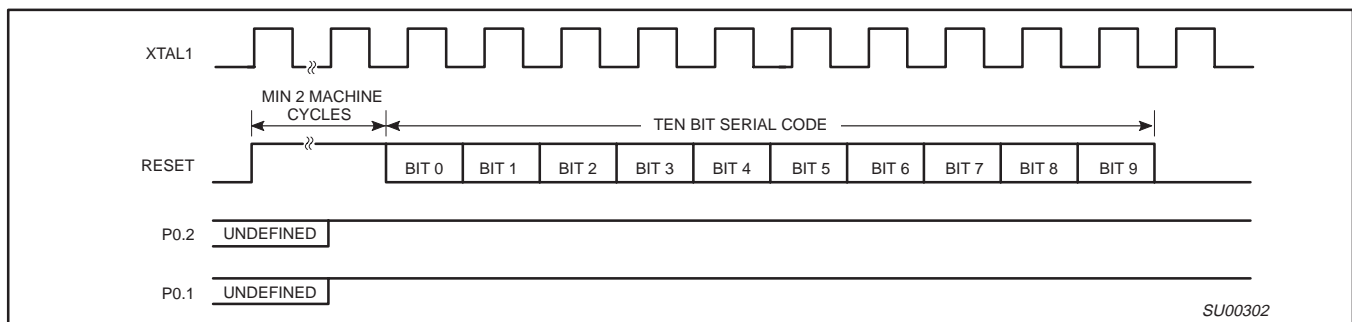 XTAL1
MIN 2 MACHINE
CYCLES
TEN BIT SERIAL CODE
RESET
BIT 0 BIT 1 BIT 2 BIT 3 BIT 4 BIT 5 BIT 6 BIT 7 BIT 8 BIT 9
P0.2 UNDEFINED
P0.1 UNDEFINED
SU00302